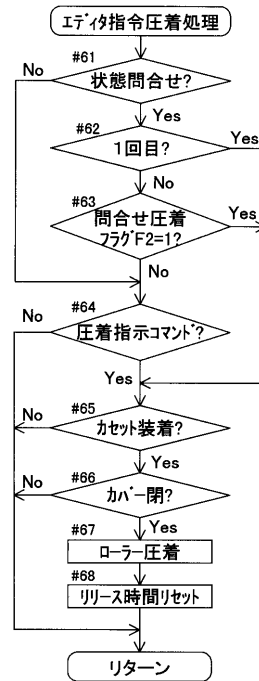 エディタ指令圧着処理
#61
No
状態問合せ?
Yes
#62
Yes
1回目?
No
#63
問合せ圧着
フラグF2=1?
Yes
No
#64
No
圧着指示コマンド?
Yes
#65
No
カセット装着?
Yes
#66
No
カバー閉?
Yes
#67
ローラー圧着
#68
リリース時間リセット
リターン